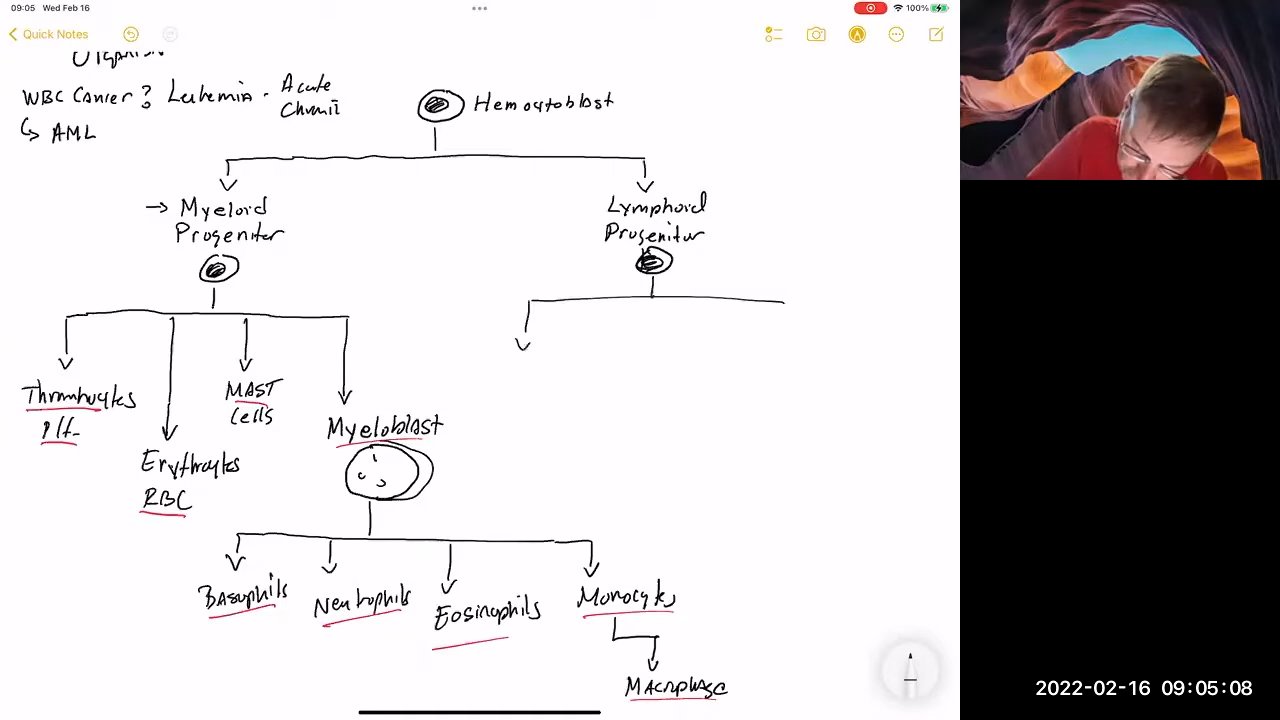 09:05 Wed Feb 16
100%
Quick Notes
WBC Cancer? Leukemia - Acute
Chronic
↳ AML
Hemocytoblast
→ Myeloid
Progenitor
Lymphoid
Progenitor
Thrombocytes
Plt-
MAST
Cells
Myeloblast
Erythrocytes
RBC
Basophils
Neutrophils
Eosinophils
Monocytes
Macrophage
2022-02-16 09:05:08